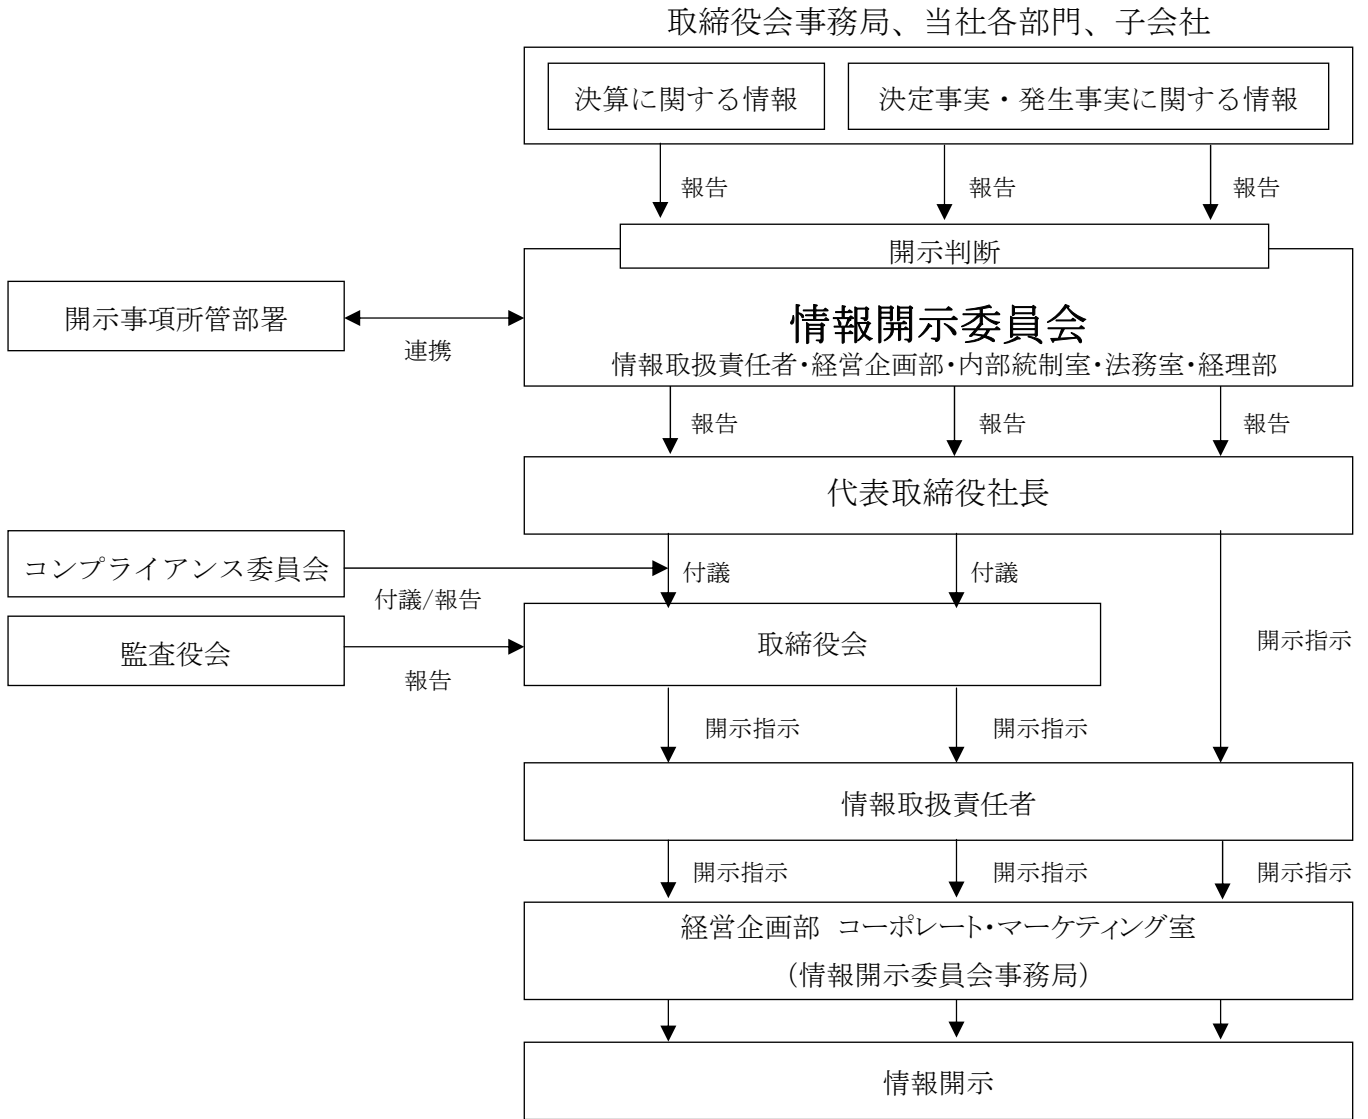 取締役会事務局、当社各部門、子会社
決算に関する情報
決定事実・発生事実に関する情報
報告
報告
報告
開示判断
開示事項所管部署
連携
情報開示委員会
情報取扱責任者・経営企画部・内部統制室・法務室・経理部
報告
報告
報告
代表取締役社長
コンプライアンス委員会
付議/報告
付議
付議
監査役会
報告
取締役会
開示指示
開示指示
開示指示
情報取扱責任者
開示指示
開示指示
開示指示
経営企画部 コーポレート・マーケティング室
(情報開示委員会事務局)
情報開示